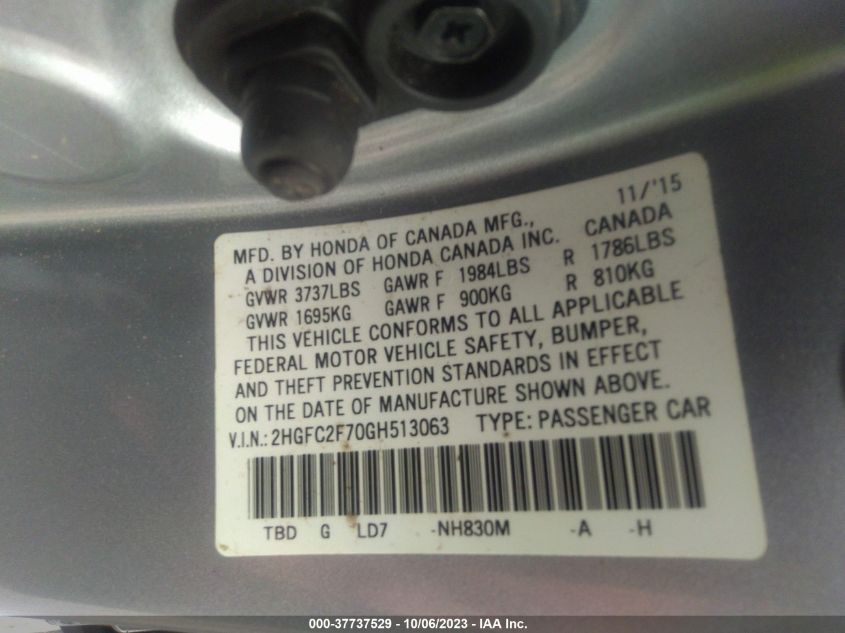 11/'15
MFD. BY HONDA OF CANADA MFG.,
A DIVISION OF HONDA CANADA INC. CANADA
GVWR 3737LBS GAWR F 1984LBS R 1786LBS
GVWR 1695KG GAWR F 900KG R 810KG
THIS VEHICLE CONFORMS TO ALL APPLICABLE
FEDERAL MOTOR VEHICLE SAFETY, BUMPER,
AND THEFT PREVENTION STANDARDS IN EFFECT
ON THE DATE OF MANUFACTURE SHOWN ABOVE.
V.I.N.: 2HGFC2F70GH513063 TYPE: PASSENGER CAR
TBD G LD7 -NH830M -A -H
000-37737529 - 10/06/2023 - IAA Inc.